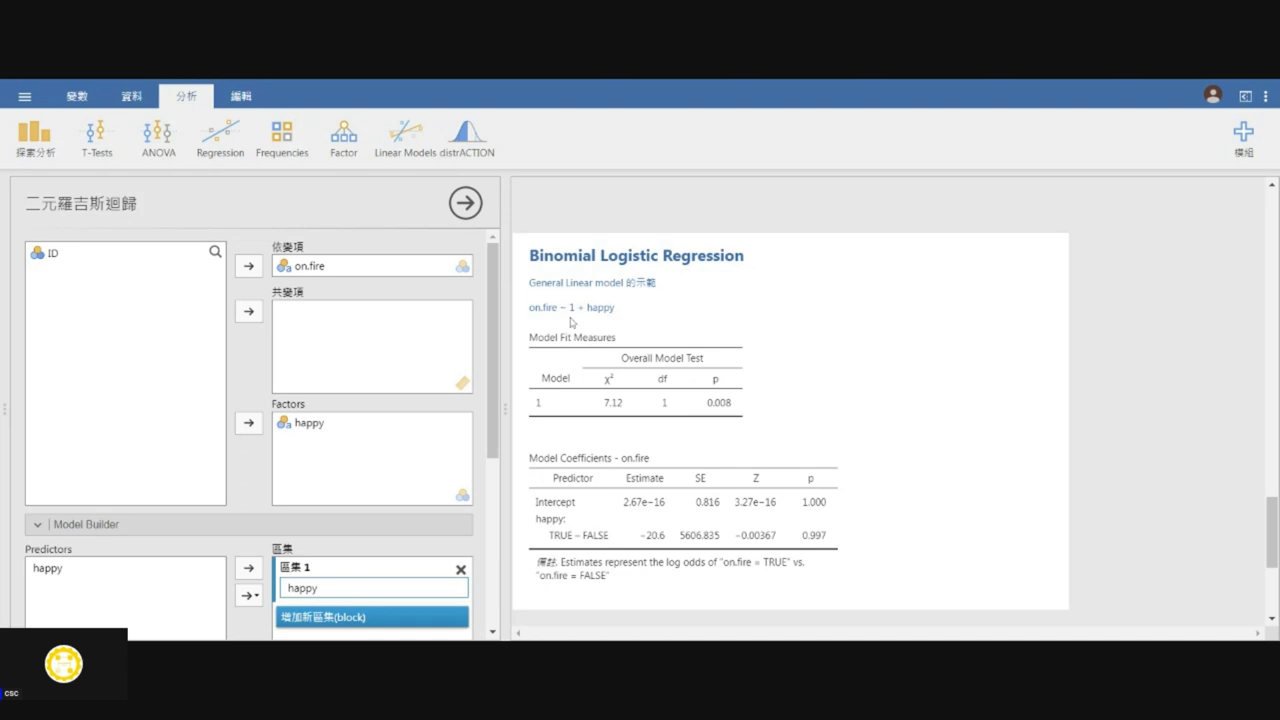 變數 資料 分析 編輯
探索分析 T-Tests ANOVA Regression Frequencies Factor Linear Models distrACTION 模組
二元羅吉斯迴歸
ID
依變項
on.fire
共變項
Factors
happy
Model Builder
Predictors
happy
區集
區集 1
happy
增加新區集(block)
Binomial Logistic Regression
General Linear model 的示範
on.fire ~ 1 + happy
Model Fit Measures
Overall Model Test
Model χ² df p
1 7.12 1 0.008
Model Coefficients - on.fire
Predictor Estimate SE Z p
Intercept 2.67e−16 0.816 3.27e−16 1.000
happy:
TRUE – FALSE −20.6 5606.835 −0.00367 0.997
備註. Estimates represent the log odds of "on.fire = TRUE" vs.
"on.fire = FALSE"
csc